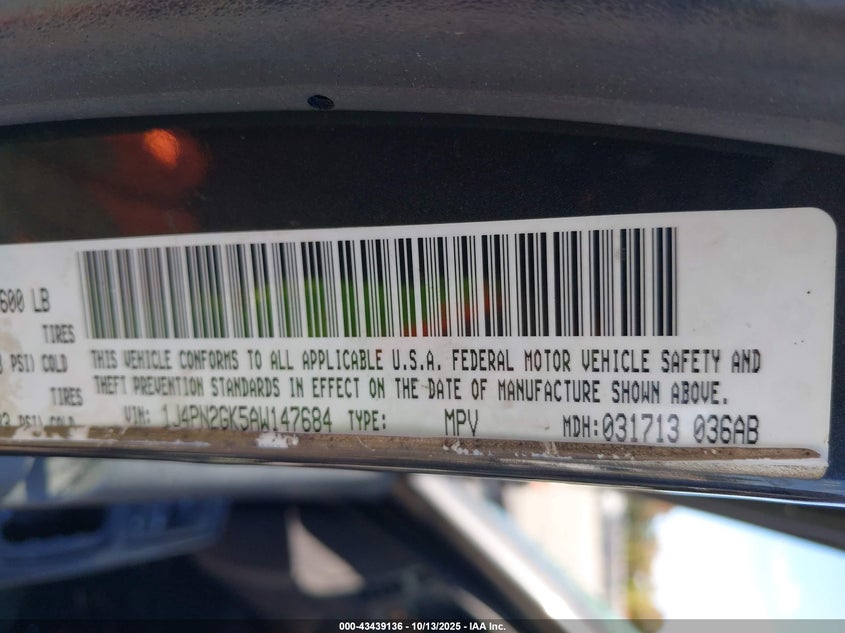 600 LB
TIRES
PSI) COLD
TIRES
PSI) COLD
THIS VEHICLE CONFORMS TO ALL APPLICABLE U.S.A. FEDERAL MOTOR VEHICLE SAFETY AND
THEFT PREVENTION STANDARDS IN EFFECT ON THE DATE OF MANUFACTURE SHOWN ABOVE.
VIN: 1J4PN2GK5AW147684 TYPE: MPV MDH:031713 036AB
000-43439136 - 10/13/2025 - IAA Inc.